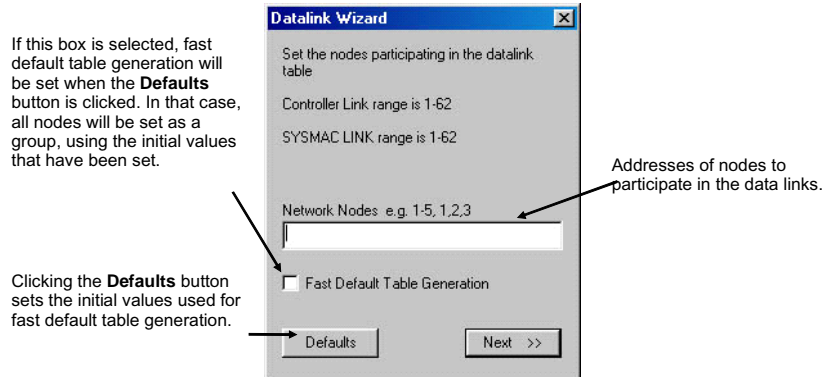 Datalink Wizard
If this box is selected, fast
default table generation will
be set when the Defaults
button is clicked. In that case,
all nodes will be set as a
group, using the initial values
that have been set.
Set the nodes participating in the datalink
table
Controller Link range is 1-62
SYSMAC LINK range is 1-62
Addresses of nodes to
participate in the data links.
Network Nodes e.g. 1-5, 1,2,3
Fast Default Table Generation
Clicking the Defaults button
sets the initial values used for
fast default table generation.
Defaults
Next >>